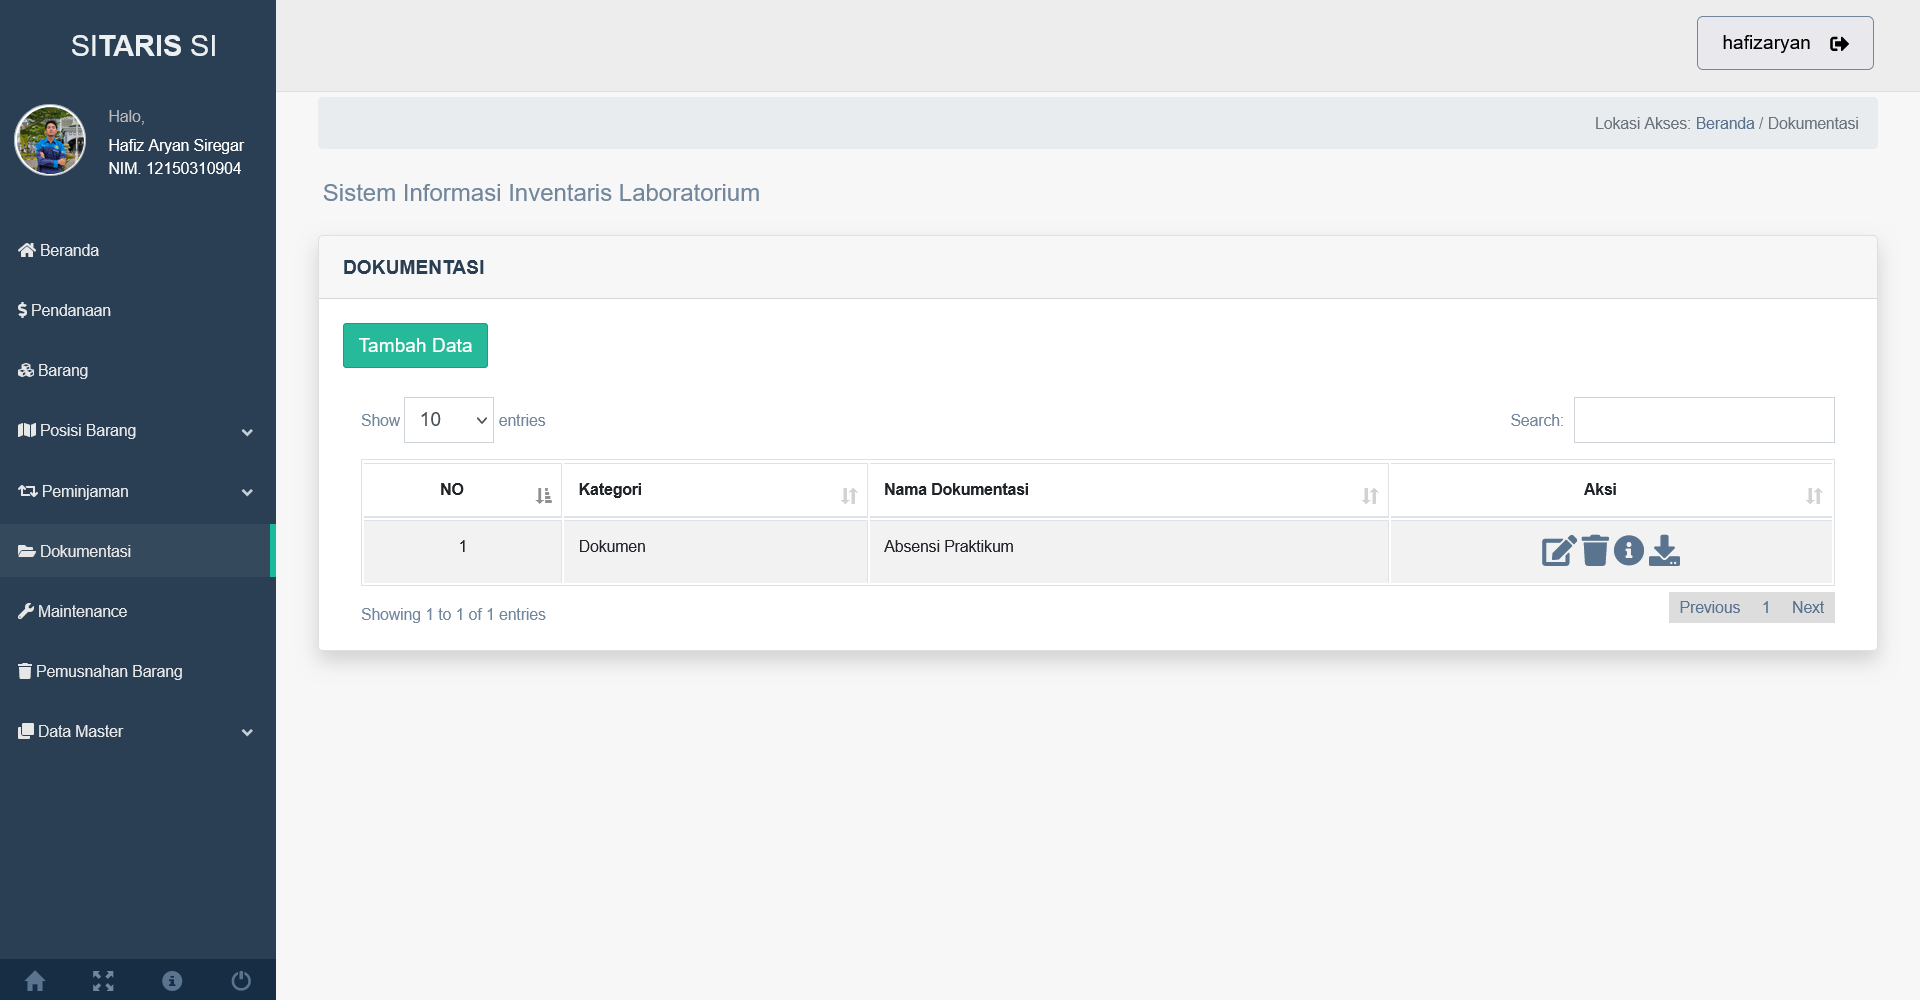 SITARIS SI
Halo,
Hafiz Aryan Siregar
NIM. 12150310904
Beranda
Pendanaan
Barang
Posisi Barang
Peminjaman
Dokumentasi
Maintenance
Pemusnahan Barang
Data Master
hafizaryan
Lokasi Akses: Beranda / Dokumentasi
Sistem Informasi Inventaris Laboratorium
DOKUMENTASI
Tambah Data
Show 10 entries
Search:
NO Kategori Nama Dokumentasi Aksi
1 Dokumen Absensi Praktikum
Showing 1 to 1 of 1 entries
Previous 1 Next